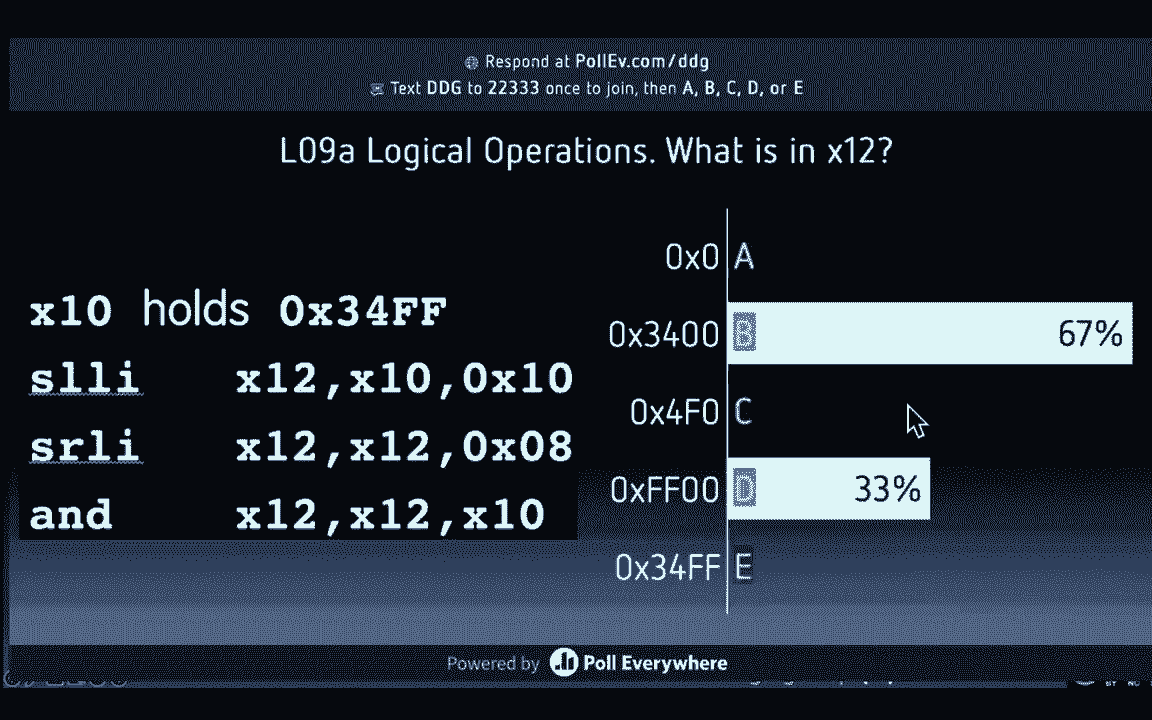 Respond at PollEv.com/ddg
Text DDG to 22333 once to join, then A, B, C, D, or E
L09a Logical Operations. What is in x12?
x10 holds 0x34FF
slli x12,x10,0x10
srli x12,x12,0x08
and x12,x12,x10
0x0 A
0x3400 B 67%
0x4F0 C
0xFF00 D 33%
0x34FF E
Powered by Poll Everywhere